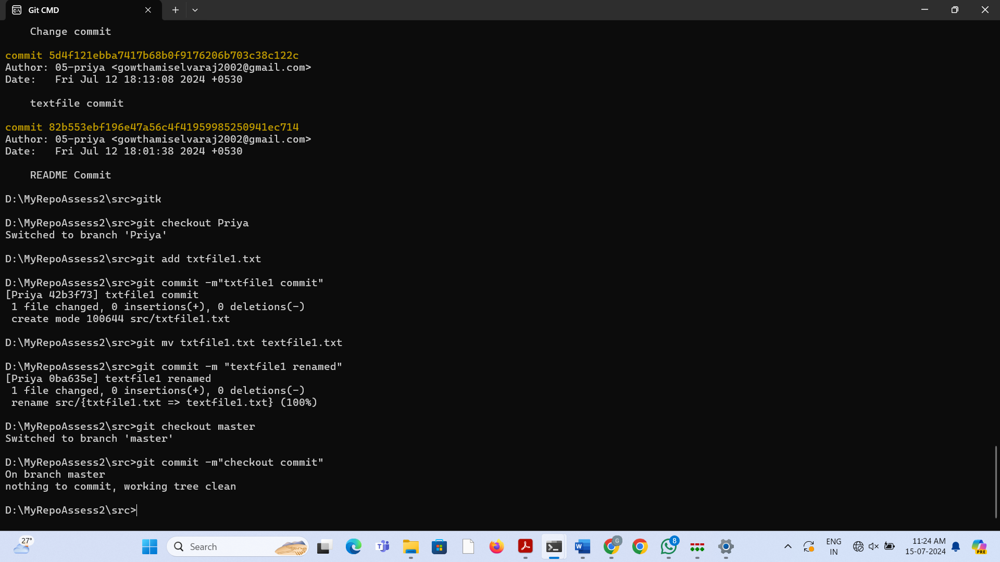 Git CMD
    Change commit
commit 5d4f121ebba7417b68b0f9176206b703c38c122c
Author: 05-priya <gowthamiselvaraj2002@gmail.com>
Date:   Fri Jul 12 18:13:08 2024 +0530
    textfile commit
commit 82b553ebf196e47a56c4f41959985250941ec714
Author: 05-priya <gowthamiselvaraj2002@gmail.com>
Date:   Fri Jul 12 18:01:38 2024 +0530
    README Commit
D:\MyRepoAssess2\src>gitk
D:\MyRepoAssess2\src>git checkout Priya
Switched to branch 'Priya'
D:\MyRepoAssess2\src>git add txtfile1.txt
D:\MyRepoAssess2\src>git commit -m"txtfile1 commit"
[Priya 42b3f73] txtfile1 commit
 1 file changed, 0 insertions(+), 0 deletions(-)
 create mode 100644 src/txtfile1.txt
D:\MyRepoAssess2\src>git mv txtfile1.txt textfile1.txt
D:\MyRepoAssess2\src>git commit -m "textfile1 renamed"
[Priya 0ba635e] textfile1 renamed
 1 file changed, 0 insertions(+), 0 deletions(-)
 rename src/{txtfile1.txt => textfile1.txt} (100%)
D:\MyRepoAssess2\src>git checkout master
Switched to branch 'master'
D:\MyRepoAssess2\src>git commit -m"checkout commit"
On branch master
nothing to commit, working tree clean
D:\MyRepoAssess2\src>
27°
Search
8
ENG
IN
11:24 AM
15-07-2024
PRE